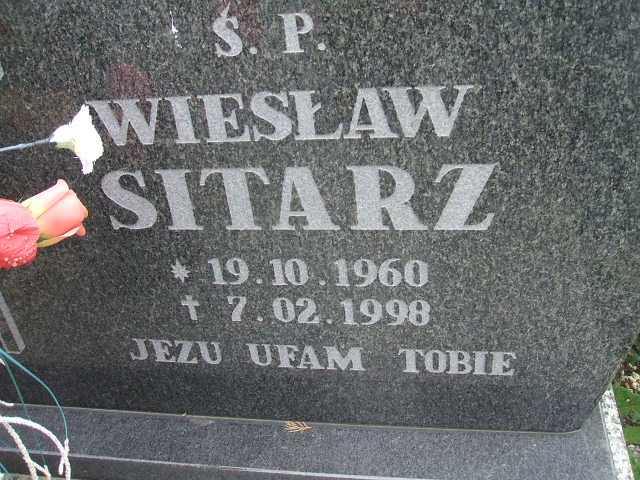 Ś. P.
WIESŁAW
SITARZ
* 19.10.1960
✝ 7.02.1998
JEZU UFAM TOBIE